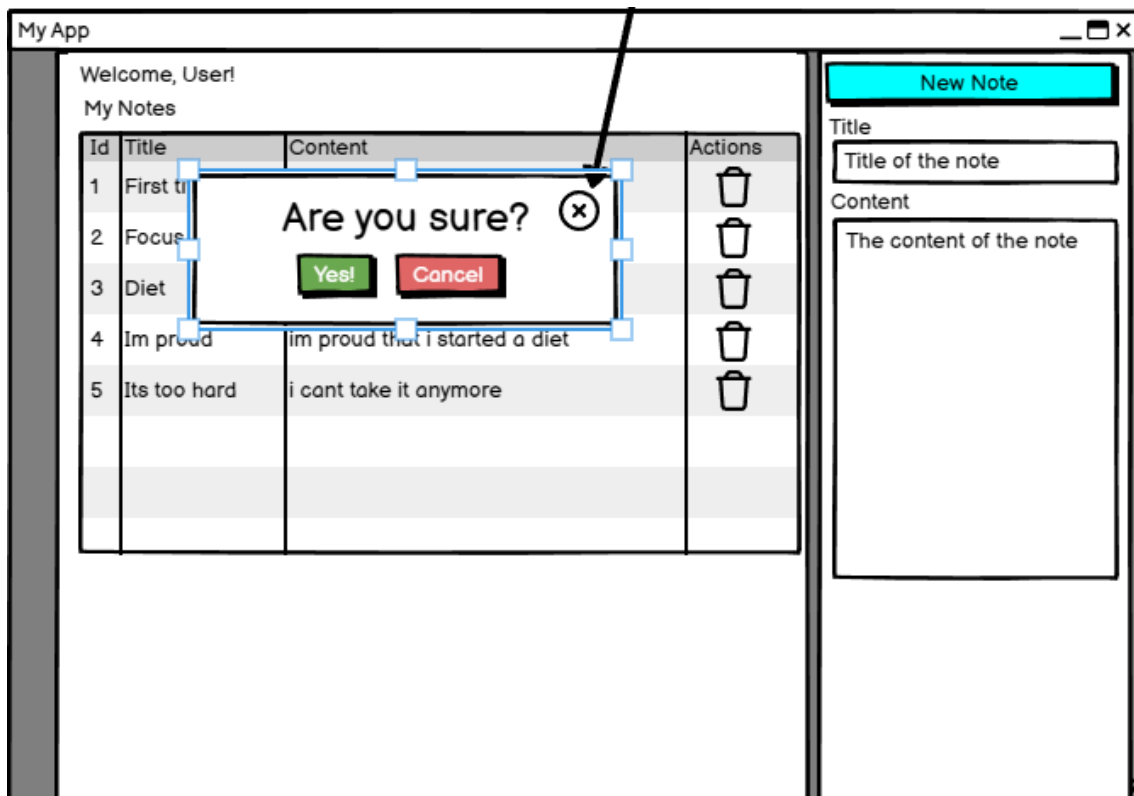 My App
Welcome, User!
My Notes
Id Title Content Actions
1 First
2 Focus
3 Diet
4 Im proud im proud that i started a diet
5 Its too hard i cant take it anymore
Are you sure?
Yes! Cancel
New Note
Title
Title of the note
Content
The content of the note